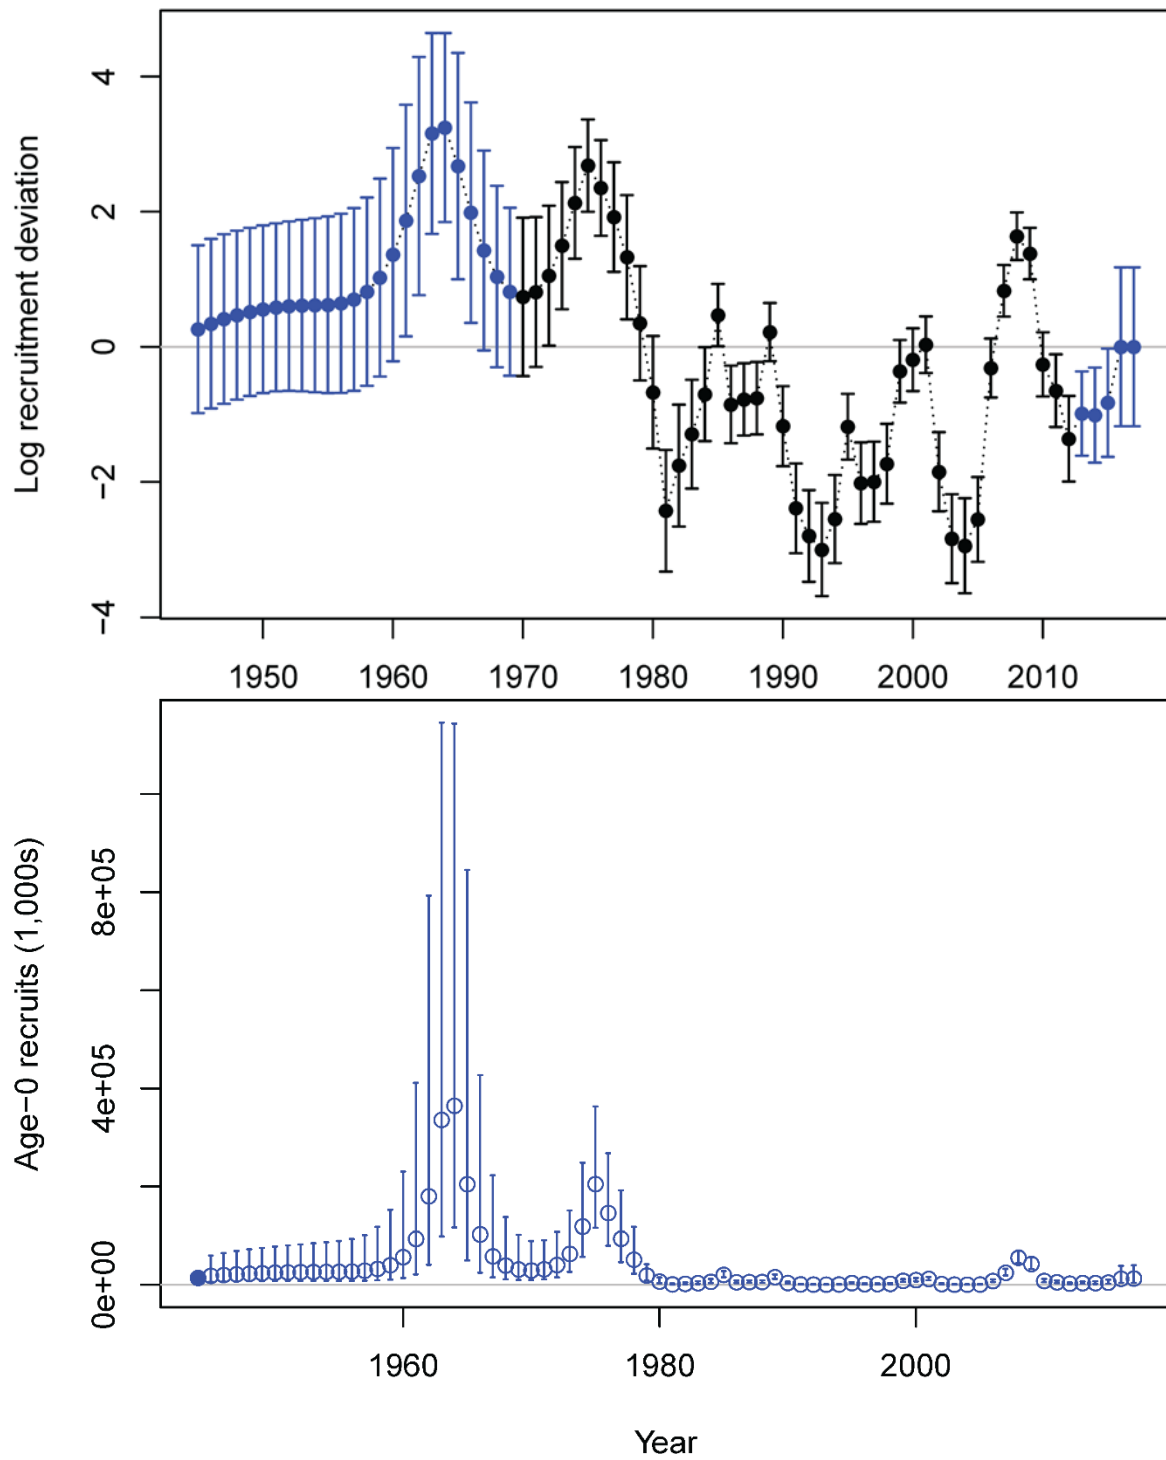 Log recruitment deviation
4
2
0
−2
−4
1950 1960 1970 1980 1990 2000 2010
Age−0 recruits (1,000s)
8e+05
4e+05
0e+00
1960 1980 2000
Year